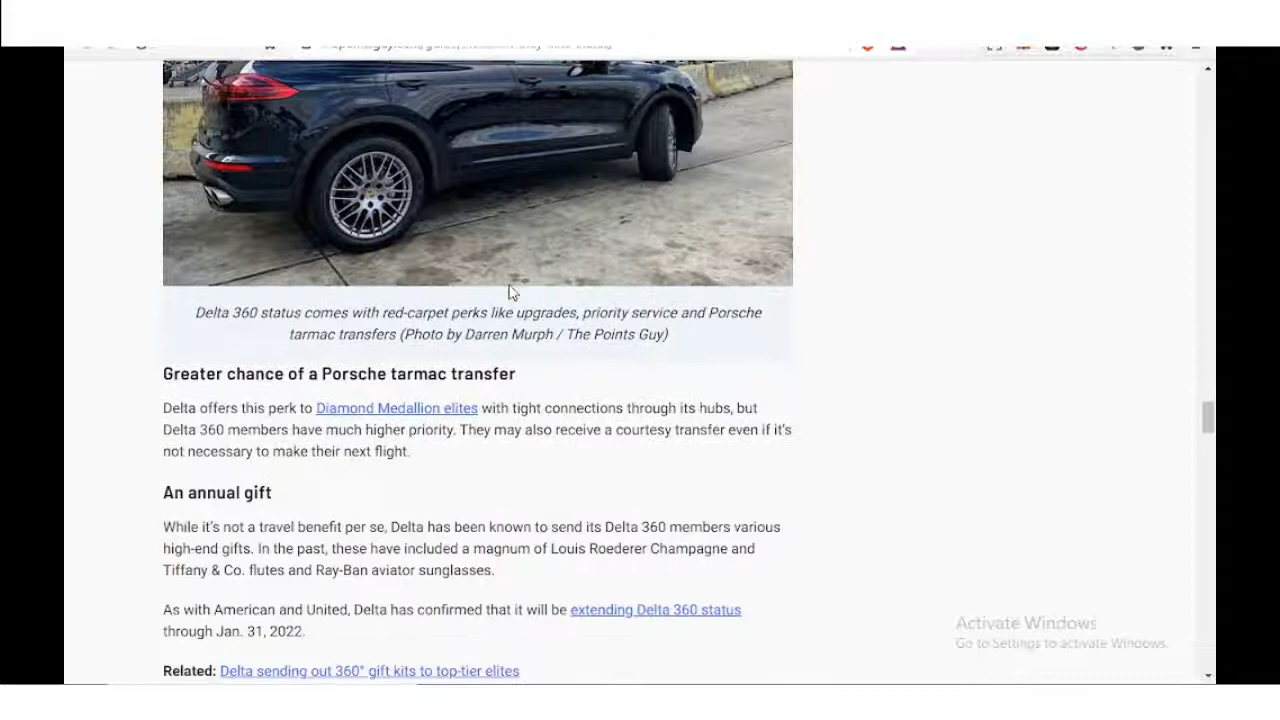 Delta 360 status comes with red-carpet perks like upgrades, priority service and Porsche
tarmac transfers (Photo by Darren Murph / The Points Guy)
Greater chance of a Porsche tarmac transfer
Delta offers this perk to Diamond Medallion elites with tight connections through its hubs, but
Delta 360 members have much higher priority. They may also receive a courtesy transfer even if it's
not necessary to make their next flight.
An annual gift
While it's not a travel benefit per se, Delta has been known to send its Delta 360 members various
high-end gifts. In the past, these have included a magnum of Louis Roederer Champagne and
Tiffany & Co. flutes and Ray-Ban aviator sunglasses.
As with American and United, Delta has confirmed that it will be extending Delta 360 status
through Jan. 31, 2022.
Related: Delta sending out 360° gift kits to top-tier elites
Activate Windows
Go to Settings to activate Windows.